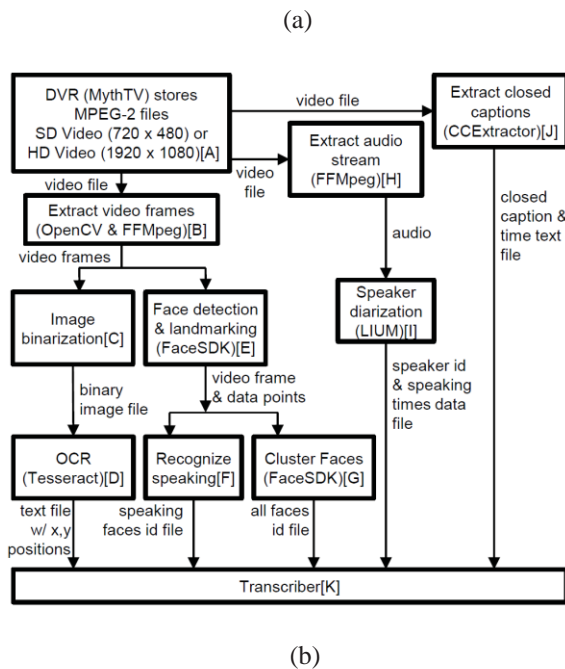 (a)
DVR (MythTV) stores
MPEG-2 files
SD Video (720 x 480) or
HD Video (1920 x 1080)[A]
video file
Extract closed
captions
(CCExtractor)[J]
video file
Extract audio
stream
(FFMpeg)[H]
video file
Extract video frames
(OpenCV & FFMpeg)[B]
closed
caption &
time text
file
audio
video frames
Image
binarization[C]
Face detection
& landmarking
(FaceSDK)[E]
Speaker
diarization
(LIUM)[I]
binary
image file
video frame
& data points
speaker id
& speaking
times data
file
OCR
(Tesseract)[D]
Recognize
speaking[F]
Cluster Faces
(FaceSDK)[G]
text file
w/ x,y
positions
speaking
faces id file
all faces
id file
Transcriber[K]
(b)